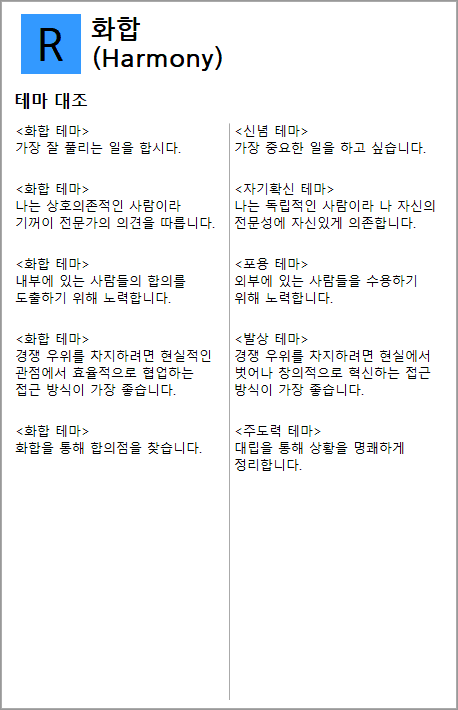 R
화합
(Harmony)
테마 대조
<화합 테마>
가장 잘 풀리는 일을 합시다.
<신념 테마>
가장 중요한 일을 하고 싶습니다.
<화합 테마>
나는 상호의존적인 사람이라
기꺼이 전문가의 의견을 따릅니다.
<자기확신 테마>
나는 독립적인 사람이라 나 자신의
전문성에 자신있게 의존합니다.
<화합 테마>
내부에 있는 사람들의 합의를
도출하기 위해 노력합니다.
<포용 테마>
외부에 있는 사람들을 수용하기
위해 노력합니다.
<화합 테마>
경쟁 우위를 차지하려면 현실적인
관점에서 효율적으로 협업하는
접근 방식이 가장 좋습니다.
<발상 테마>
경쟁 우위를 차지하려면 현실에서
벗어나 창의적으로 혁신하는 접근
방식이 가장 좋습니다.
<화합 테마>
화합을 통해 합의점을 찾습니다.
<주도력 테마>
대립을 통해 상황을 명쾌하게
정리합니다.